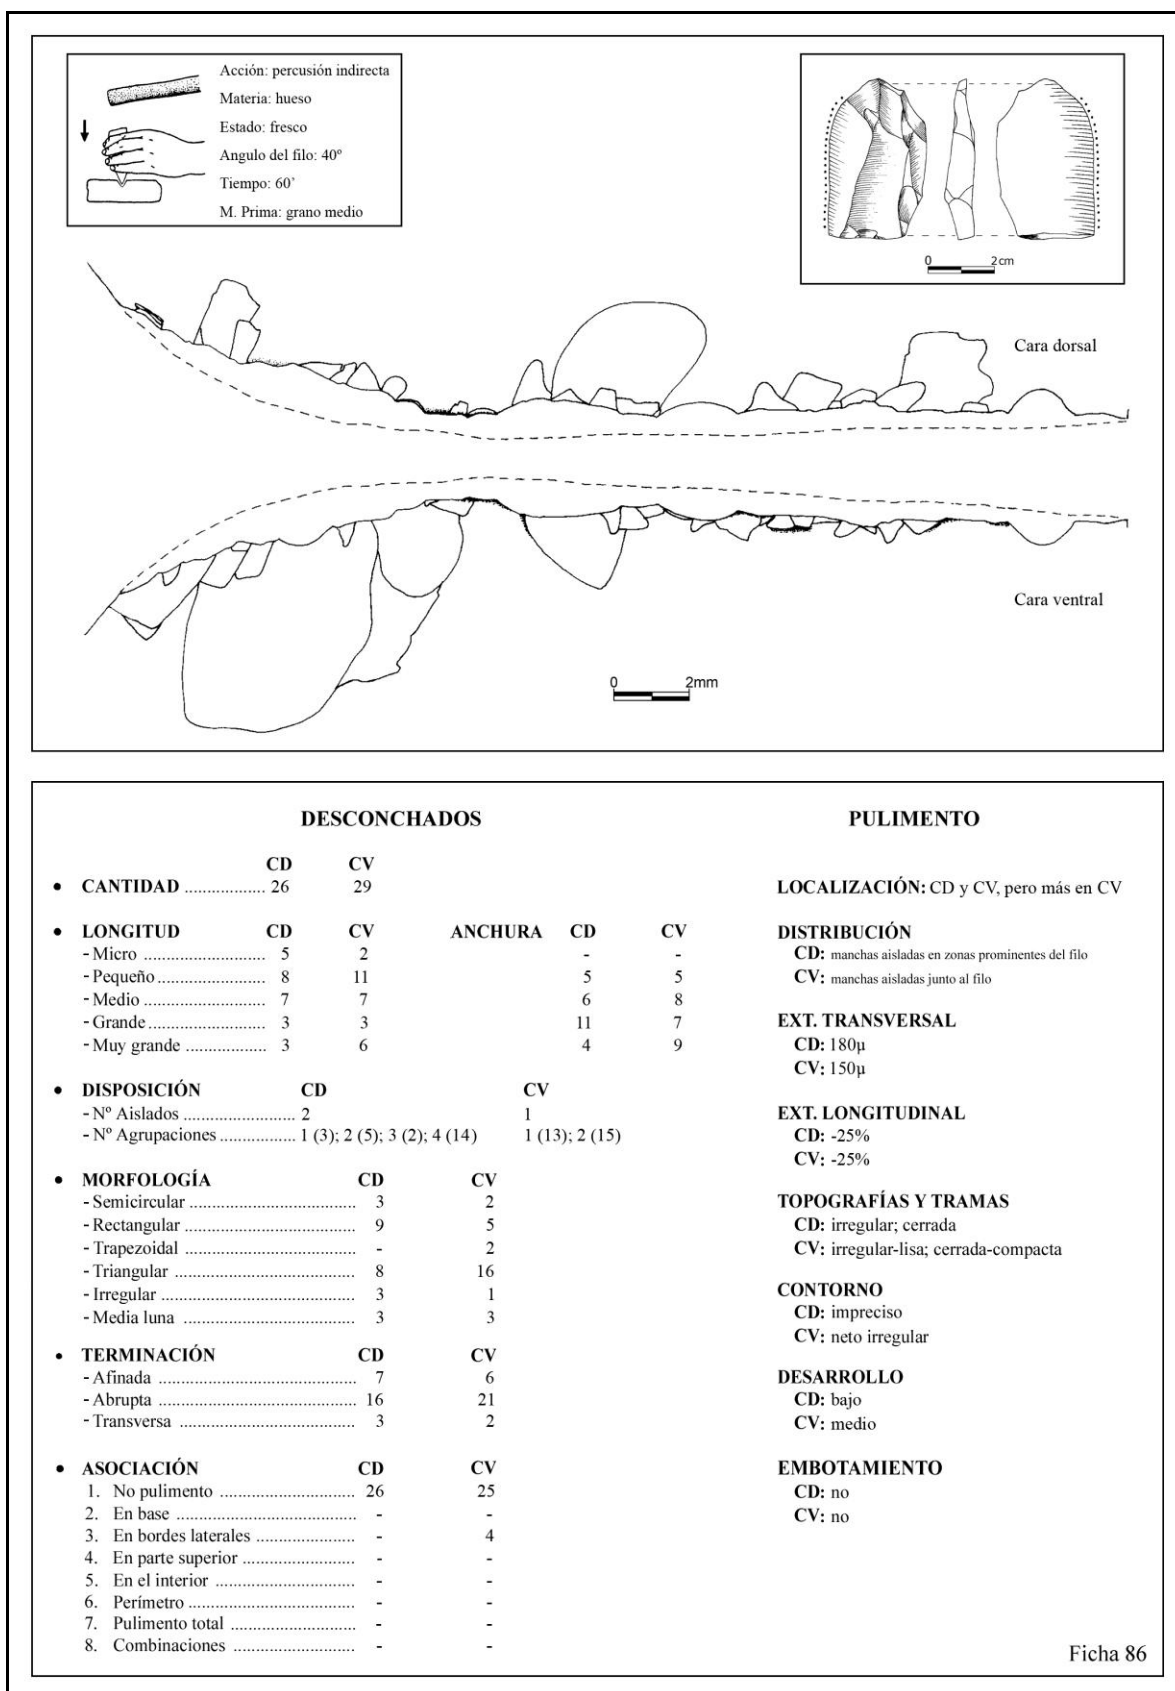 Acción: percusión indirecta
Materia: hueso
Estado: fresco
Angulo del filo: 40º
Tiempo: 60`
M. Prima: grano medio
0 2 cm
Cara dorsal
Cara ventral
0 2mm
DESCONCHADOS
CD CV
• CANTIDAD .................. 26 29
• LONGITUD CD CV ANCHURA CD CV
- Micro ........................... 5 2 - -
- Pequeño ........................ 8 11 5 5
- Medio ........................... 7 7 6 8
- Grande .......................... 3 3 11 7
- Muy grande .................. 3 6 4 9
• DISPOSICIÓN CD CV
- Nº Aislados ......................... 2 1
- Nº Agrupaciones ................. 1 (3); 2 (5); 3 (2); 4 (14) 1 (13); 2 (15)
• MORFOLOGÍA CD CV
- Semicircular ..................................... 3 2
- Rectangular ...................................... 9 5
- Trapezoidal ...................................... - 2
- Triangular ........................................ 8 16
- Irregular ........................................... 3 1
- Media luna ...................................... 3 3
• TERMINACIÓN CD CV
- Afinada ............................................ 7 6
- Abrupta ............................................ 16 21
- Transversa ....................................... 3 2
• ASOCIACIÓN CD CV
1. No pulimento .............................. 26 25
2. En base ........................................ - -
3. En bordes laterales ...................... - 4
4. En parte superior ......................... - -
5. En el interior ............................... - -
6. Perímetro ..................................... - -
7. Pulimento total ............................ - -
8. Combinaciones ........................... - -
PULIMENTO
LOCALIZACIÓN: CD y CV, pero más en CV
DISTRIBUCIÓN
CD: manchas aisladas en zonas prominentes del filo
CV: manchas aisladas junto al filo
EXT. TRANSVERSAL
CD: 180µ
CV: 150µ
EXT. LONGITUDINAL
CD: -25%
CV: -25%
TOPOGRAFÍAS Y TRAMAS
CD: irregular; cerrada
CV: irregular-lisa; cerrada-compacta
CONTORNO
CD: impreciso
CV: neto irregular
DESARROLLO
CD: bajo
CV: medio
EMBOTAMIENTO
CD: no
CV: no
Ficha 86